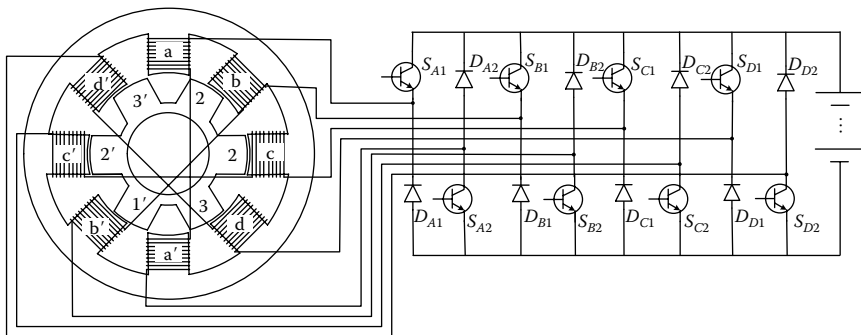 a
b
c
d
a′
b′
c′
d′
3′
2
2
3
1′
2′
S_A1
D_A2
S_B1
D_B2
S_C1
D_C2
S_D1
D_D2
D_A1
S_A2
D_B1
S_B2
D_C1
S_C2
D_D1
S_D2